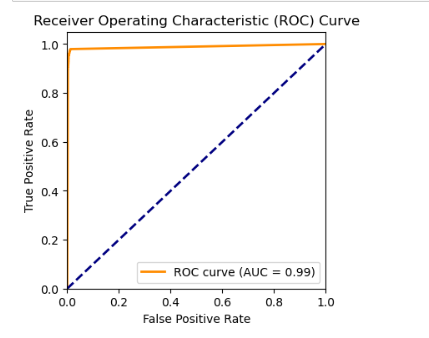 Receiver Operating Characteristic (ROC) Curve
1.0
0.8
0.6
0.4
0.2
0.0
True Positive Rate
ROC curve (AUC = 0.99)
0.0 0.2 0.4 0.6 0.8 1.0
False Positive Rate